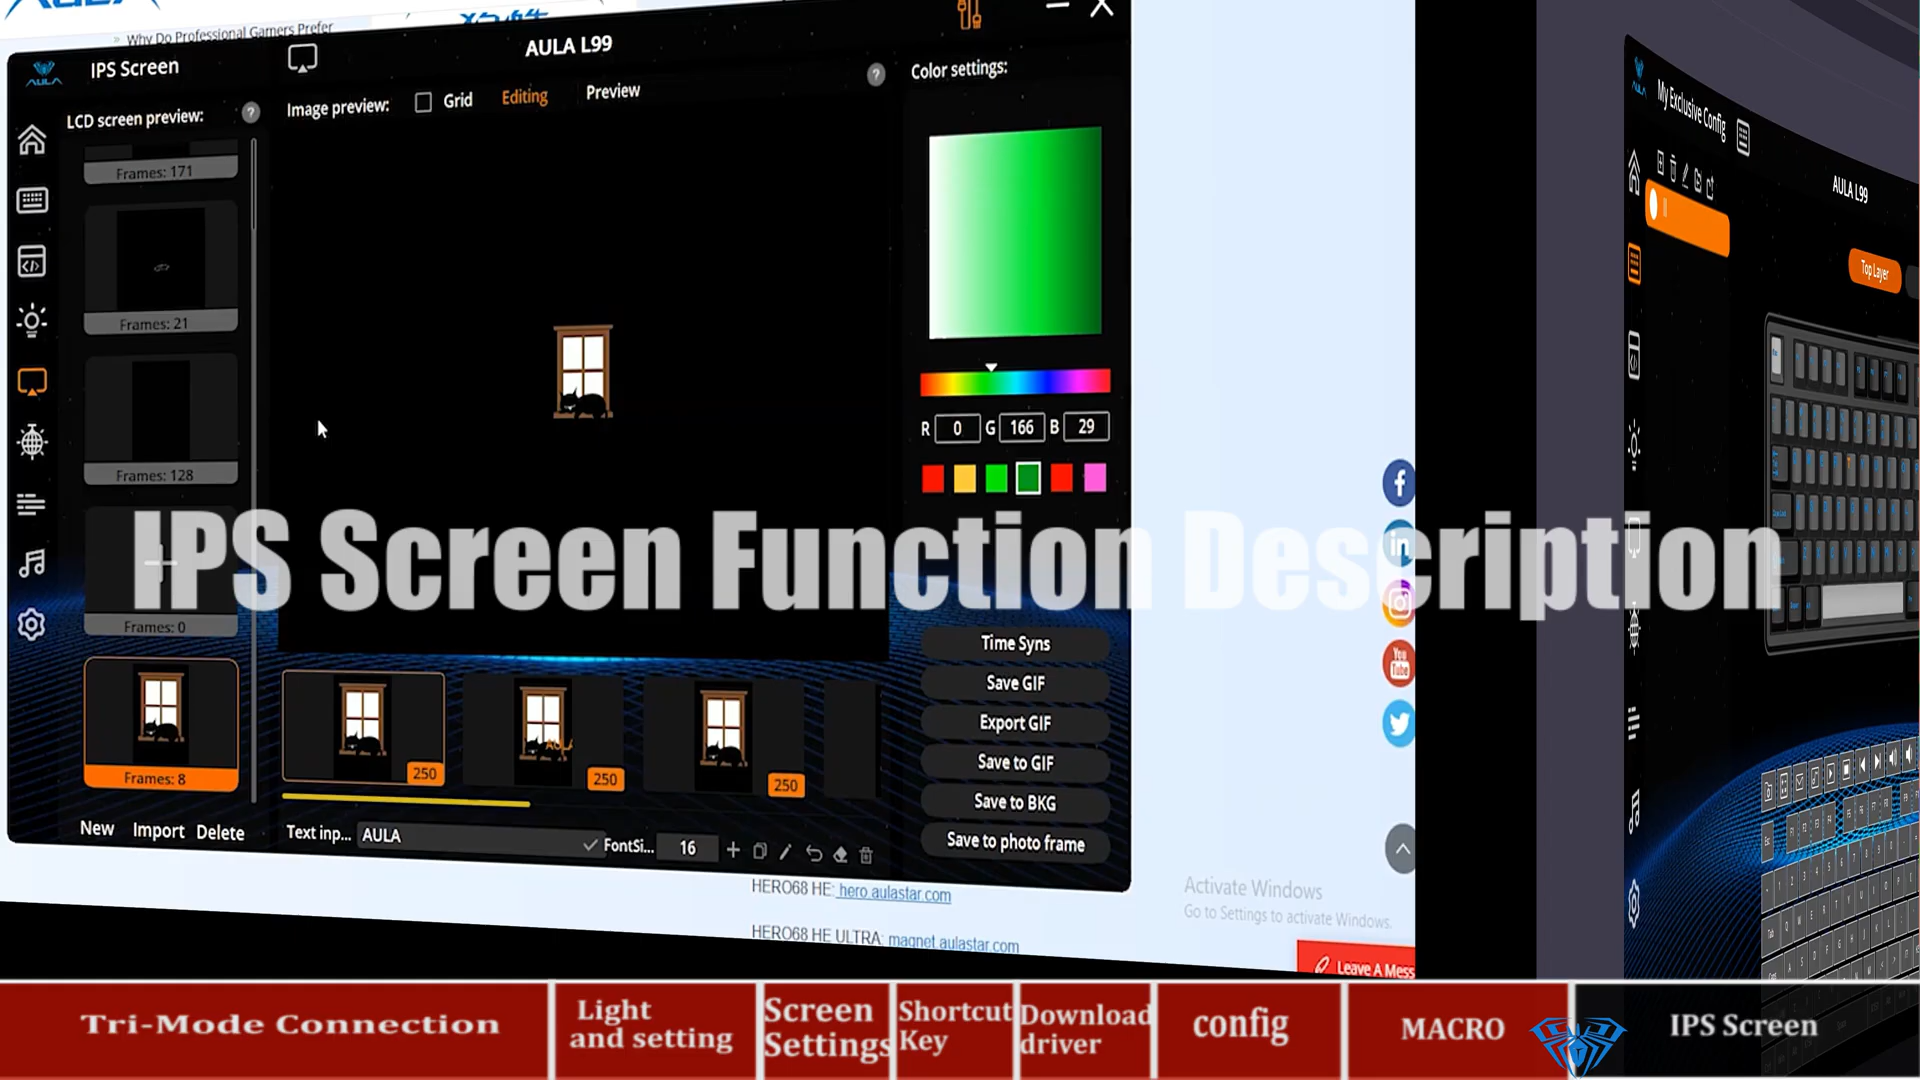 Why Do Professional Gamers Prefer
AULA
IPS Screen
AULA L99
LCD screen preview:
?
Image preview:
Grid
Editing
Preview
?
Color settings:
Frames: 171
Frames: 21
Frames: 128
Frames: 0
Frames: 8
R 0 G 166 B 29
IPS Screen Function Description
Time Syns
Save GIF
Export GIF
Save to GIF
Save to BKG
Save to photo frame
250
250
250
AULA
New Import Delete
Text inp... AULA
FontSi... 16
HERO68 HE: hero.aulastar.com
HERO68 HE ULTRA: magnet.aulastar.com
f
in
You
Tube
Activate Windows
Go to Settings to activate Windows.
Leave A Mess
My Exclusive Config
AULA L99
Top Layer
Tri-Mode Connection
Light
and setting
Screen
Settings
Shortcut
Key
Download
driver
config
MACRO
IPS Screen